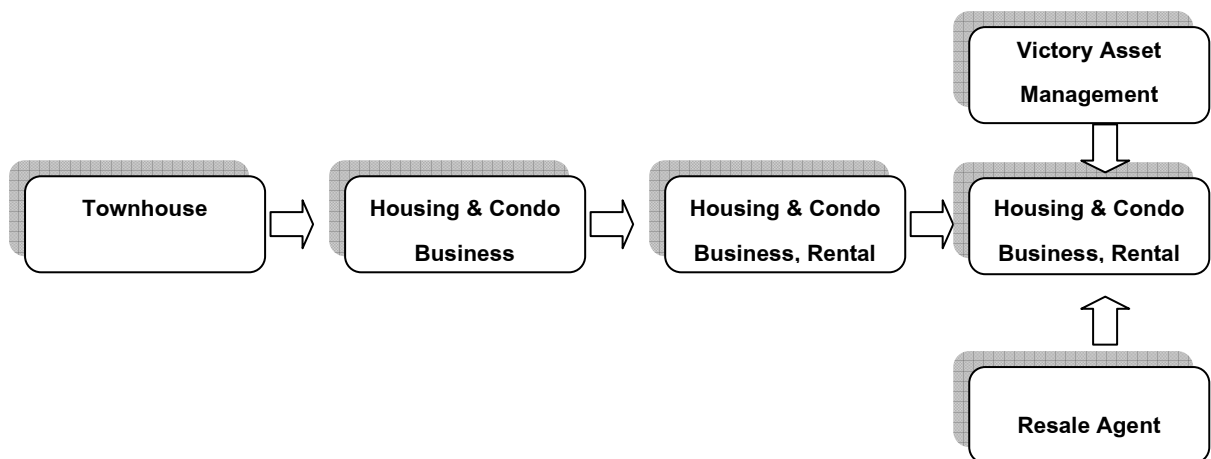 Victory Asset
Management
Townhouse
Housing & Condo
Business
Housing & Condo
Business, Rental
Housing & Condo
Business, Rental
Resale Agent